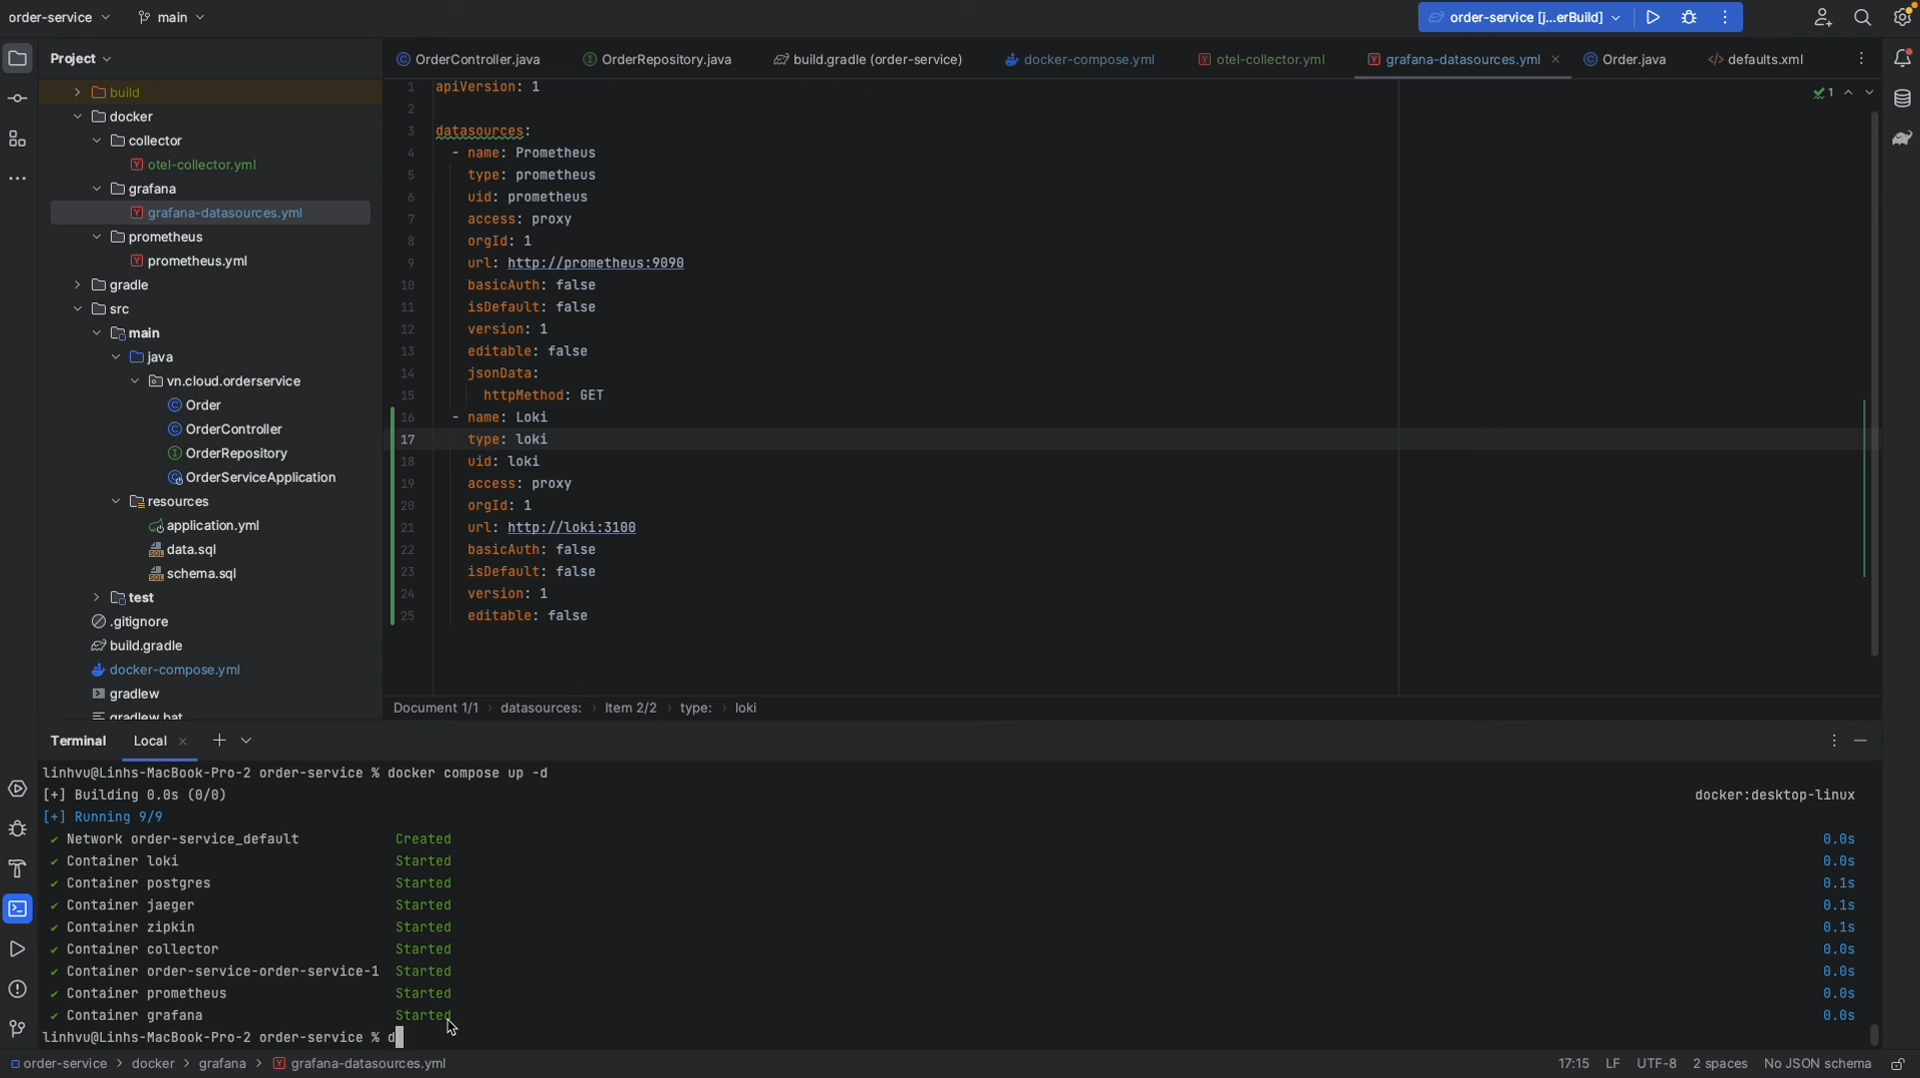 order-service
main
order-service [j...erBuild]
Project
OrderController.java
OrderRepository.java
build.gradle (order-service)
docker-compose.yml
otel-collector.yml
grafana-datasources.yml
Order.java
defaults.xml
build
docker
collector
otel-collector.yml
grafana
grafana-datasources.yml
prometheus
prometheus.yml
gradle
src
main
java
vn.cloud.orderservice
Order
OrderController
OrderRepository
OrderServiceApplication
resources
application.yml
data.sql
schema.sql
test
.gitignore
build.gradle
docker-compose.yml
gradlew
gradlew.bat
1 apiVersion: 1
2
3 datasources:
4 - name: Prometheus
5 type: prometheus
6 uid: prometheus
7 access: proxy
8 orgId: 1
9 url: http://prometheus:9090
10 basicAuth: false
11 isDefault: false
12 version: 1
13 editable: false
14 jsonData:
15 httpMethod: GET
16 - name: Loki
17 type: loki
18 uid: loki
19 access: proxy
20 orgId: 1
21 url: http://loki:3100
22 basicAuth: false
23 isDefault: false
24 version: 1
25 editable: false
1
Document 1/1 › datasources: › Item 2/2 › type: › loki
Terminal
Local
linhvu@Linhs-MacBook-Pro-2 order-service % docker compose up -d
[+] Building 0.0s (0/0) docker:desktop-linux
[+] Running 9/9
✔ Network order-service_default Created 0.0s
✔ Container loki Started 0.0s
✔ Container postgres Started 0.1s
✔ Container jaeger Started 0.1s
✔ Container zipkin Started 0.1s
✔ Container collector Started 0.0s
✔ Container order-service-order-service-1 Started 0.0s
✔ Container prometheus Started 0.0s
✔ Container grafana Started 0.0s
linhvu@Linhs-MacBook-Pro-2 order-service % d
order-service › docker › grafana › grafana-datasources.yml
17:15 LF UTF-8 2 spaces No JSON schema